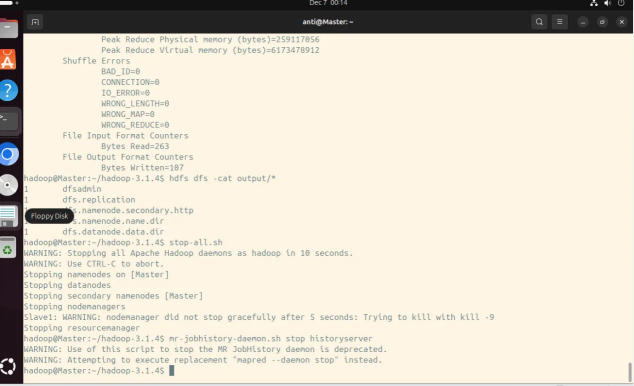 Dec 7 00:14
anti@Master: ~
Peak Reduce Physical memory (bytes)=259117056
Peak Reduce Virtual memory (bytes)=6173478912
Shuffle Errors
BAD_ID=0
CONNECTION=0
IO_ERROR=0
WRONG_LENGTH=0
WRONG_MAP=0
WRONG_REDUCE=0
File Input Format Counters
Bytes Read=263
File Output Format Counters
Bytes Written=107
hadoop@Master:~/hadoop-3.1.4$ hdfs dfs -cat output/*
1 dfsadmin
1 dfs.replication
fs.namenode.secondary.http
Floppy Disk
fs.namenode.name.dir
1 dfs.datanode.data.dir
hadoop@Master:~/hadoop-3.1.4$ stop-all.sh
WARNING: Stopping all Apache Hadoop daemons as hadoop in 10 seconds.
WARNING: Use CTRL-C to abort.
Stopping namenodes on [Master]
Stopping datanodes
Stopping secondary namenodes [Master]
Stopping nodemanagers
Slave1: WARNING: nodemanager did not stop gracefully after 5 seconds: Trying to kill with kill -9
Stopping resourcemanager
hadoop@Master:~/hadoop-3.1.4$ mr-jobhistory-daemon.sh stop historyserver
WARNING: Use of this script to stop the MR JobHistory daemon is deprecated.
WARNING: Attempting to execute replacement "mapred --daemon stop" instead.
hadoop@Master:~/hadoop-3.1.4$